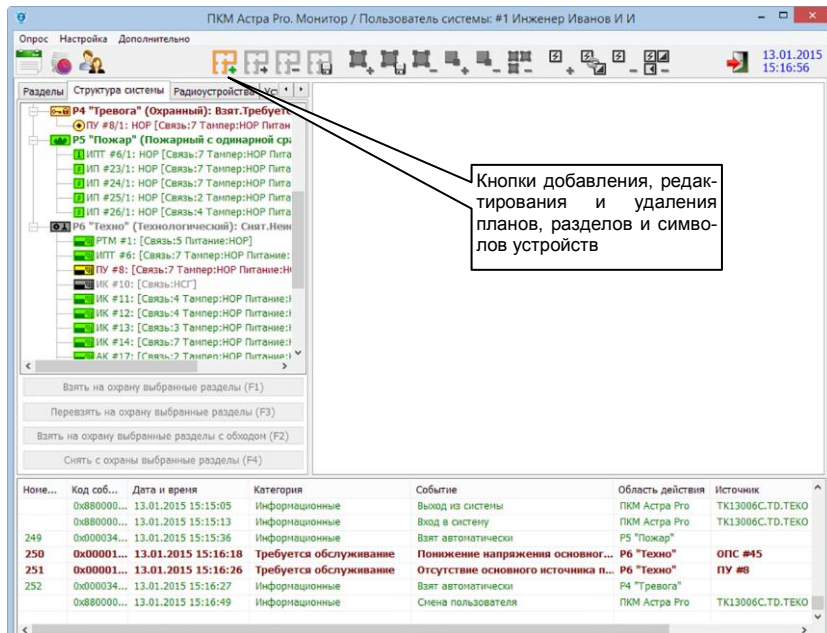 ПКМ Астра Pro. Монитор / Пользователь системы: #1 Инженер Иванов И И
Опрос Настройка Дополнительно
13.01.2015
15:16:56
Разделы Структура системы Радиоустройства Ус
Р4 "Тревога" (Охранный): Взят.Требуетс
ПУ #8/1: НОР [Связь:7 Тампер:НОР Питан
Р5 "Пожар" (Пожарный с одинарной сра
ИПТ #6/1: НОР [Связь:7 Тампер:НОР Пита
ИП #23/1: НОР [Связь:7 Тампер:НОР Пита
ИП #24/1: НОР [Связь:7 Тампер:НОР Пита
ИП #25/1: НОР [Связь:2 Тампер:НОР Пита
ИП #26/1: НОР [Связь:4 Тампер:НОР Пита
Р6 "Техно" (Технологический): Снят.Неис
РТМ #1: [Связь:5 Питание:НОР]
ИПТ #6: [Связь:7 Тампер:НОР Питание:
ПУ #8: [Связь:7 Тампер:НОР Питание:Н
ИК #10: [Связь:НСГ]
ИК #11: [Связь:4 Тампер:НОР Питание:
ИК #12: [Связь:4 Тампер:НОР Питание:
ИК #13: [Связь:3 Тампер:НОР Питание:
ИК #14: [Связь:7 Тампер:НОР Питание:
АК #17: [Связь:2 Тампер:НОР Питание:
Кнопки добавления, редак-
тирования и удаления
планов, разделов и симво-
лов устройств
Взять на охрану выбранные разделы (F1)
Перевзять на охрану выбранные разделы (F3)
Взять на охрану выбранные разделы с обходом (F2)
Снять с охраны выбранные разделы (F4)
Номе... Код соб... Дата и время Категория Событие Область действия Источник
0x880000... 13.01.2015 15:15:05 Информационные Выход из системы ПКМ Астра Pro TK13006C.TD.TEKO
0x880000... 13.01.2015 15:15:13 Информационные Вход в систему ПКМ Астра Pro TK13006C.TD.TEKO
249 0x000034... 13.01.2015 15:15:36 Информационные Взят автоматически Р5 "Пожар"
250 0x00001... 13.01.2015 15:16:18 Требуется обслуживание Понижение напряжения основног... Р6 "Техно" ОПС #45
251 0x00001... 13.01.2015 15:16:26 Требуется обслуживание Отсутствие основного источника п... Р6 "Техно" ПУ #8
252 0x000034... 13.01.2015 15:16:27 Информационные Взят автоматически Р4 "Тревога"
0x880000... 13.01.2015 15:16:49 Информационные Смена пользователя ПКМ Астра Pro TK13006C.TD.TEKO